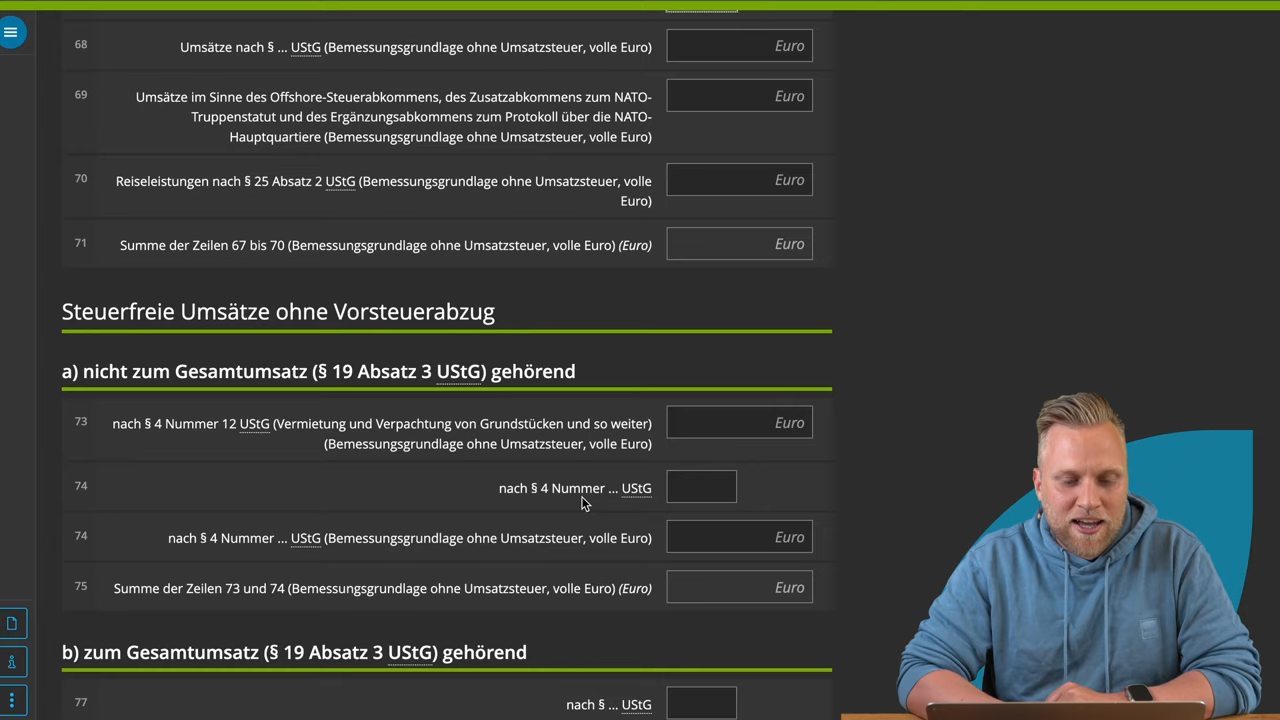 68
Umsätze nach § ... UStG (Bemessungsgrundlage ohne Umsatzsteuer, volle Euro)
Euro
69
Umsätze im Sinne des Offshore-Steuerabkommens, des Zusatzabkommens zum NATO-
Truppenstatut und des Ergänzungsabkommens zum Protokoll über die NATO-
Hauptquartiere (Bemessungsgrundlage ohne Umsatzsteuer, volle Euro)
Euro
70
Reiseleistungen nach § 25 Absatz 2 UStG (Bemessungsgrundlage ohne Umsatzsteuer, volle
Euro)
Euro
71
Summe der Zeilen 67 bis 70 (Bemessungsgrundlage ohne Umsatzsteuer, volle Euro) (Euro)
Euro
Steuerfreie Umsätze ohne Vorsteuerabzug
a) nicht zum Gesamtumsatz (§ 19 Absatz 3 UStG) gehörend
73
nach § 4 Nummer 12 UStG (Vermietung und Verpachtung von Grundstücken und so weiter)
(Bemessungsgrundlage ohne Umsatzsteuer, volle Euro)
Euro
74
nach § 4 Nummer ... UStG
74
nach § 4 Nummer ... UStG (Bemessungsgrundlage ohne Umsatzsteuer, volle Euro)
Euro
75
Summe der Zeilen 73 und 74 (Bemessungsgrundlage ohne Umsatzsteuer, volle Euro) (Euro)
Euro
b) zum Gesamtumsatz (§ 19 Absatz 3 UStG) gehörend
77
nach § ... UStG